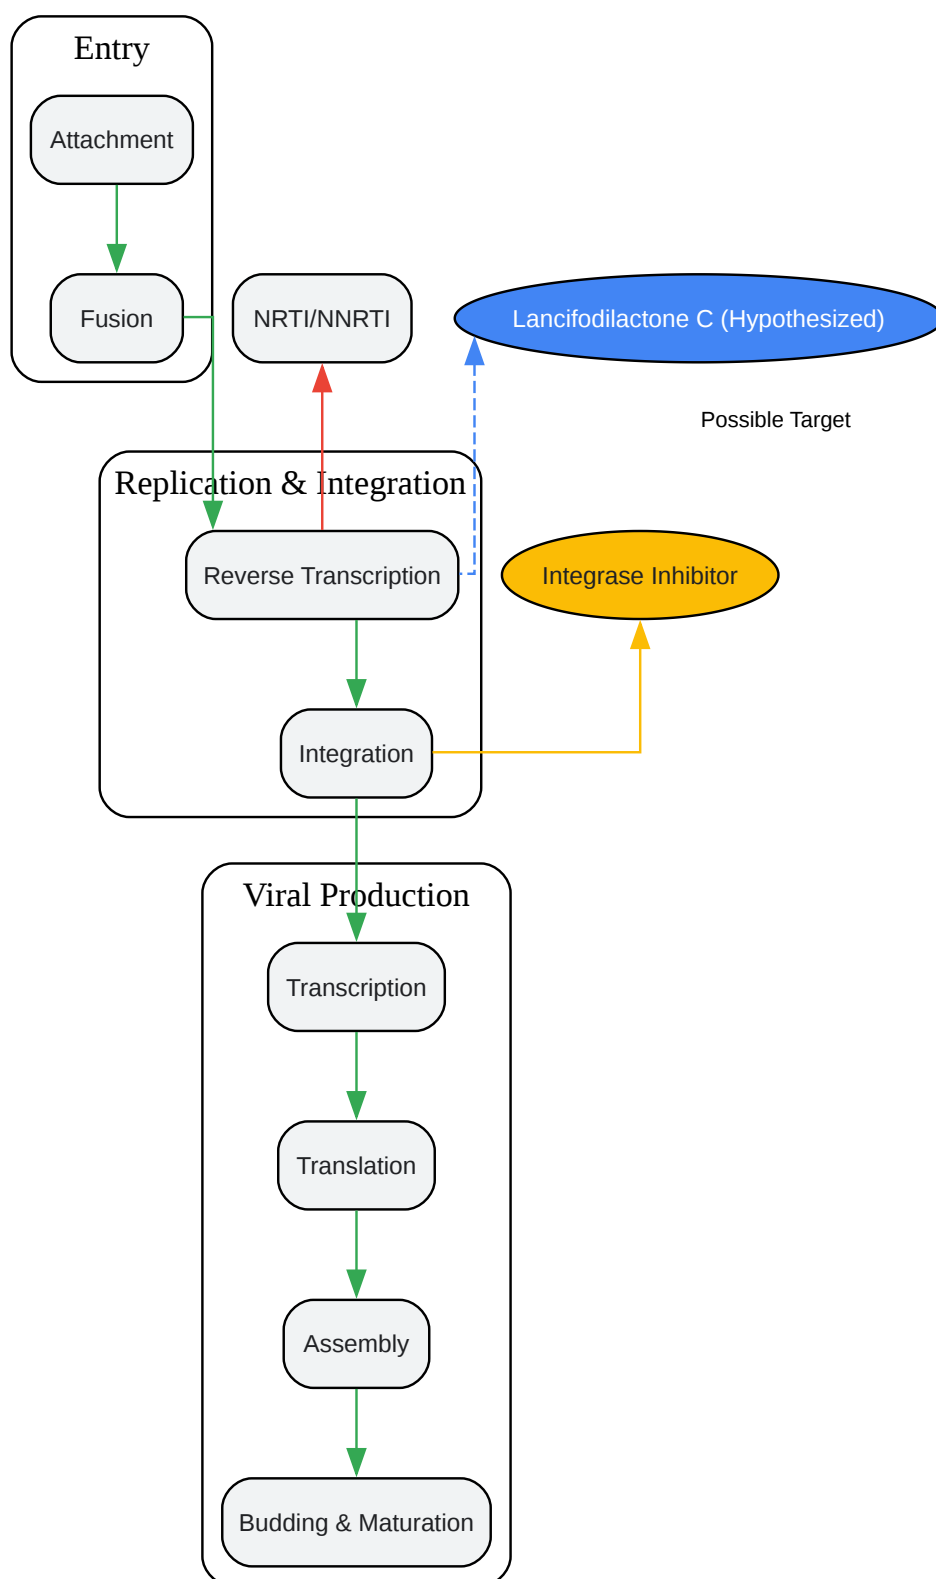 Entry
Attachment
Fusion
NRTI/NNRTI
Lancifodilactone C (Hypothesized)
Possible Target
Replication & Integration
Reverse Transcription
Integrase Inhibitor
Integration
Viral Production
Transcription
Translation
Assembly
Budding & Maturation